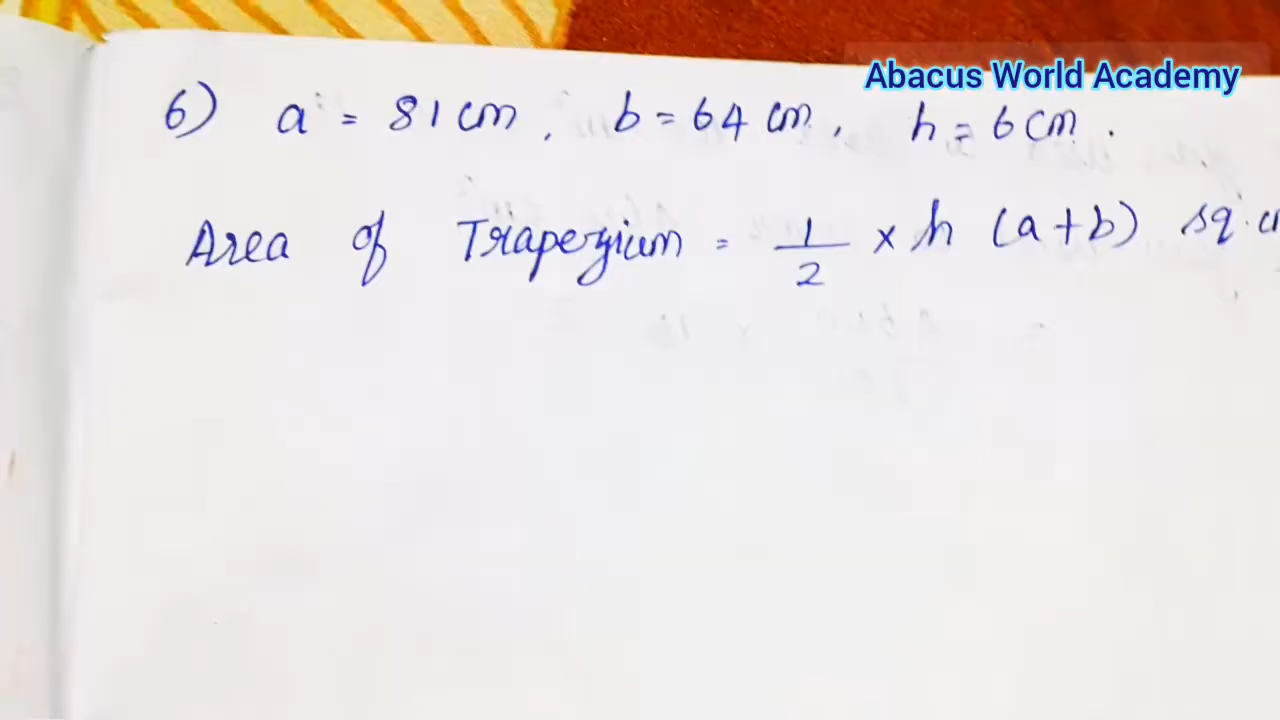 Abacus World Academy
6) a = 81 cm, b = 64 cm, h = 6 cm.
Area of Trapezium = 1/2 × h (a+b) sq.